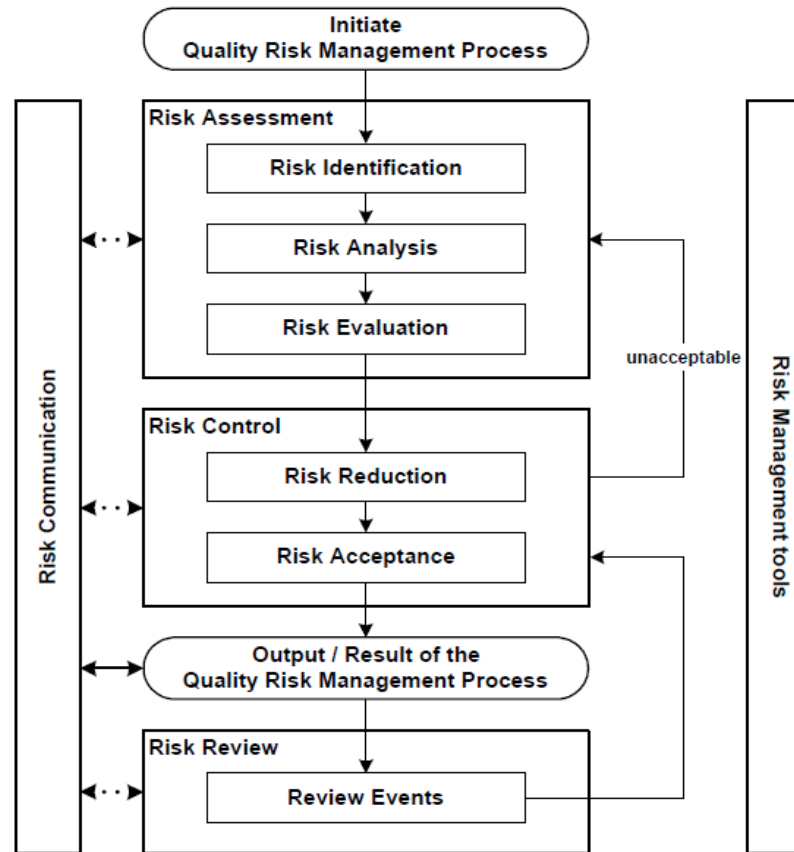 Initiate
Quality Risk Management Process
Risk Assessment
Risk Identification
Risk Analysis
Risk Evaluation
unacceptable
Risk Control
Risk Reduction
Risk Acceptance
Output / Result of the
Quality Risk Management Process
Risk Review
Review Events
Risk Communication
Risk Management tools